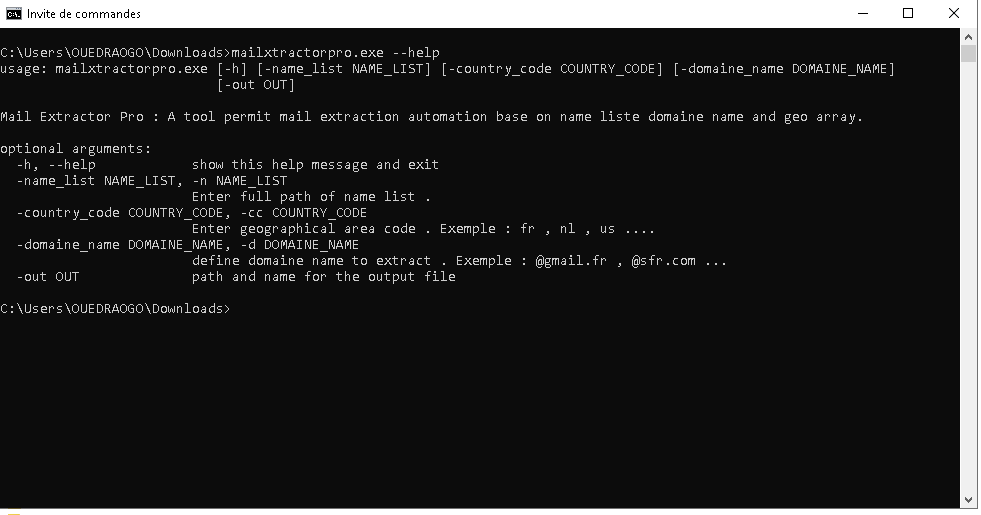 Invite de commandes
C:\Users\OUEDRAOGO\Downloads>mailxtractorpro.exe --help
usage: mailxtractorpro.exe [-h] [-name_list NAME_LIST] [-country_code COUNTRY_CODE] [-domaine_name DOMAINE_NAME]
[-out OUT]
Mail Extractor Pro : A tool permit mail extraction automation base on name liste domaine name and geo array.
optional arguments:
-h, --help show this help message and exit
-name_list NAME_LIST, -n NAME_LIST
Enter full path of name list .
-country_code COUNTRY_CODE, -cc COUNTRY_CODE
Enter geographical area code . Exemple : fr , nl , us ....
-domaine_name DOMAINE_NAME, -d DOMAINE_NAME
define domaine name to extract . Exemple : @gmail.fr , @sfr.com ...
-out OUT path and name for the output file
C:\Users\OUEDRAOGO\Downloads>